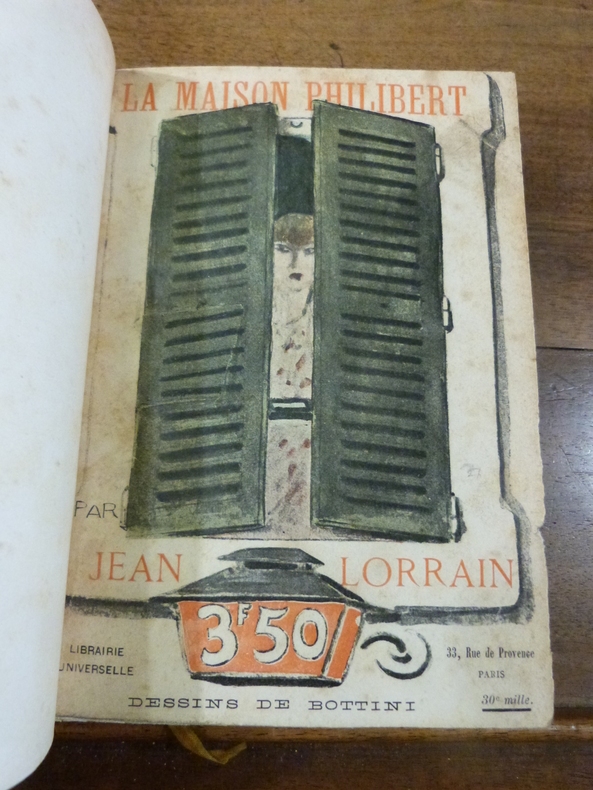 LA MAISON PHILIBERT
PAR
JEAN LORRAIN
3F50
LIBRAIRIE
UNIVERSELLE
33, Rue de Provence
PARIS
30e mille.
DESSINS DE BOTTINI